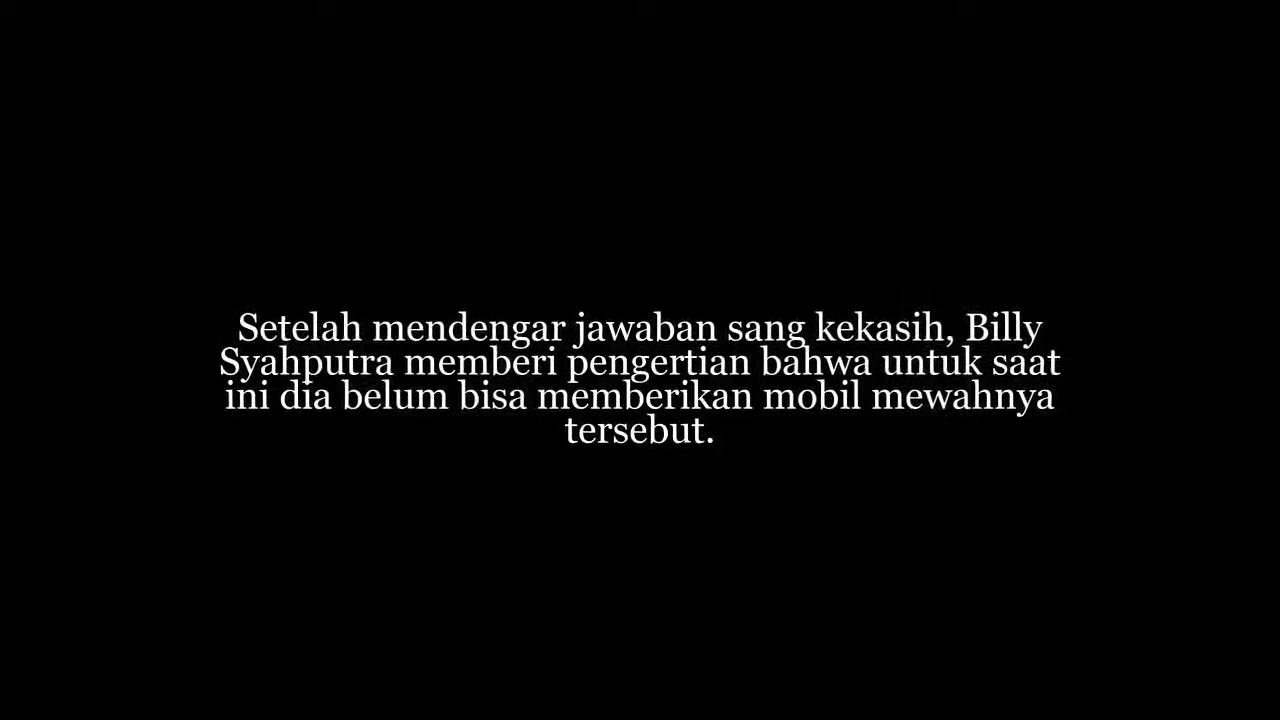 Setelah mendengar jawaban sang kekasih, Billy
Syahputra memberi pengertian bahwa untuk saat
ini dia belum bisa memberikan mobil mewahnya
tersebut.